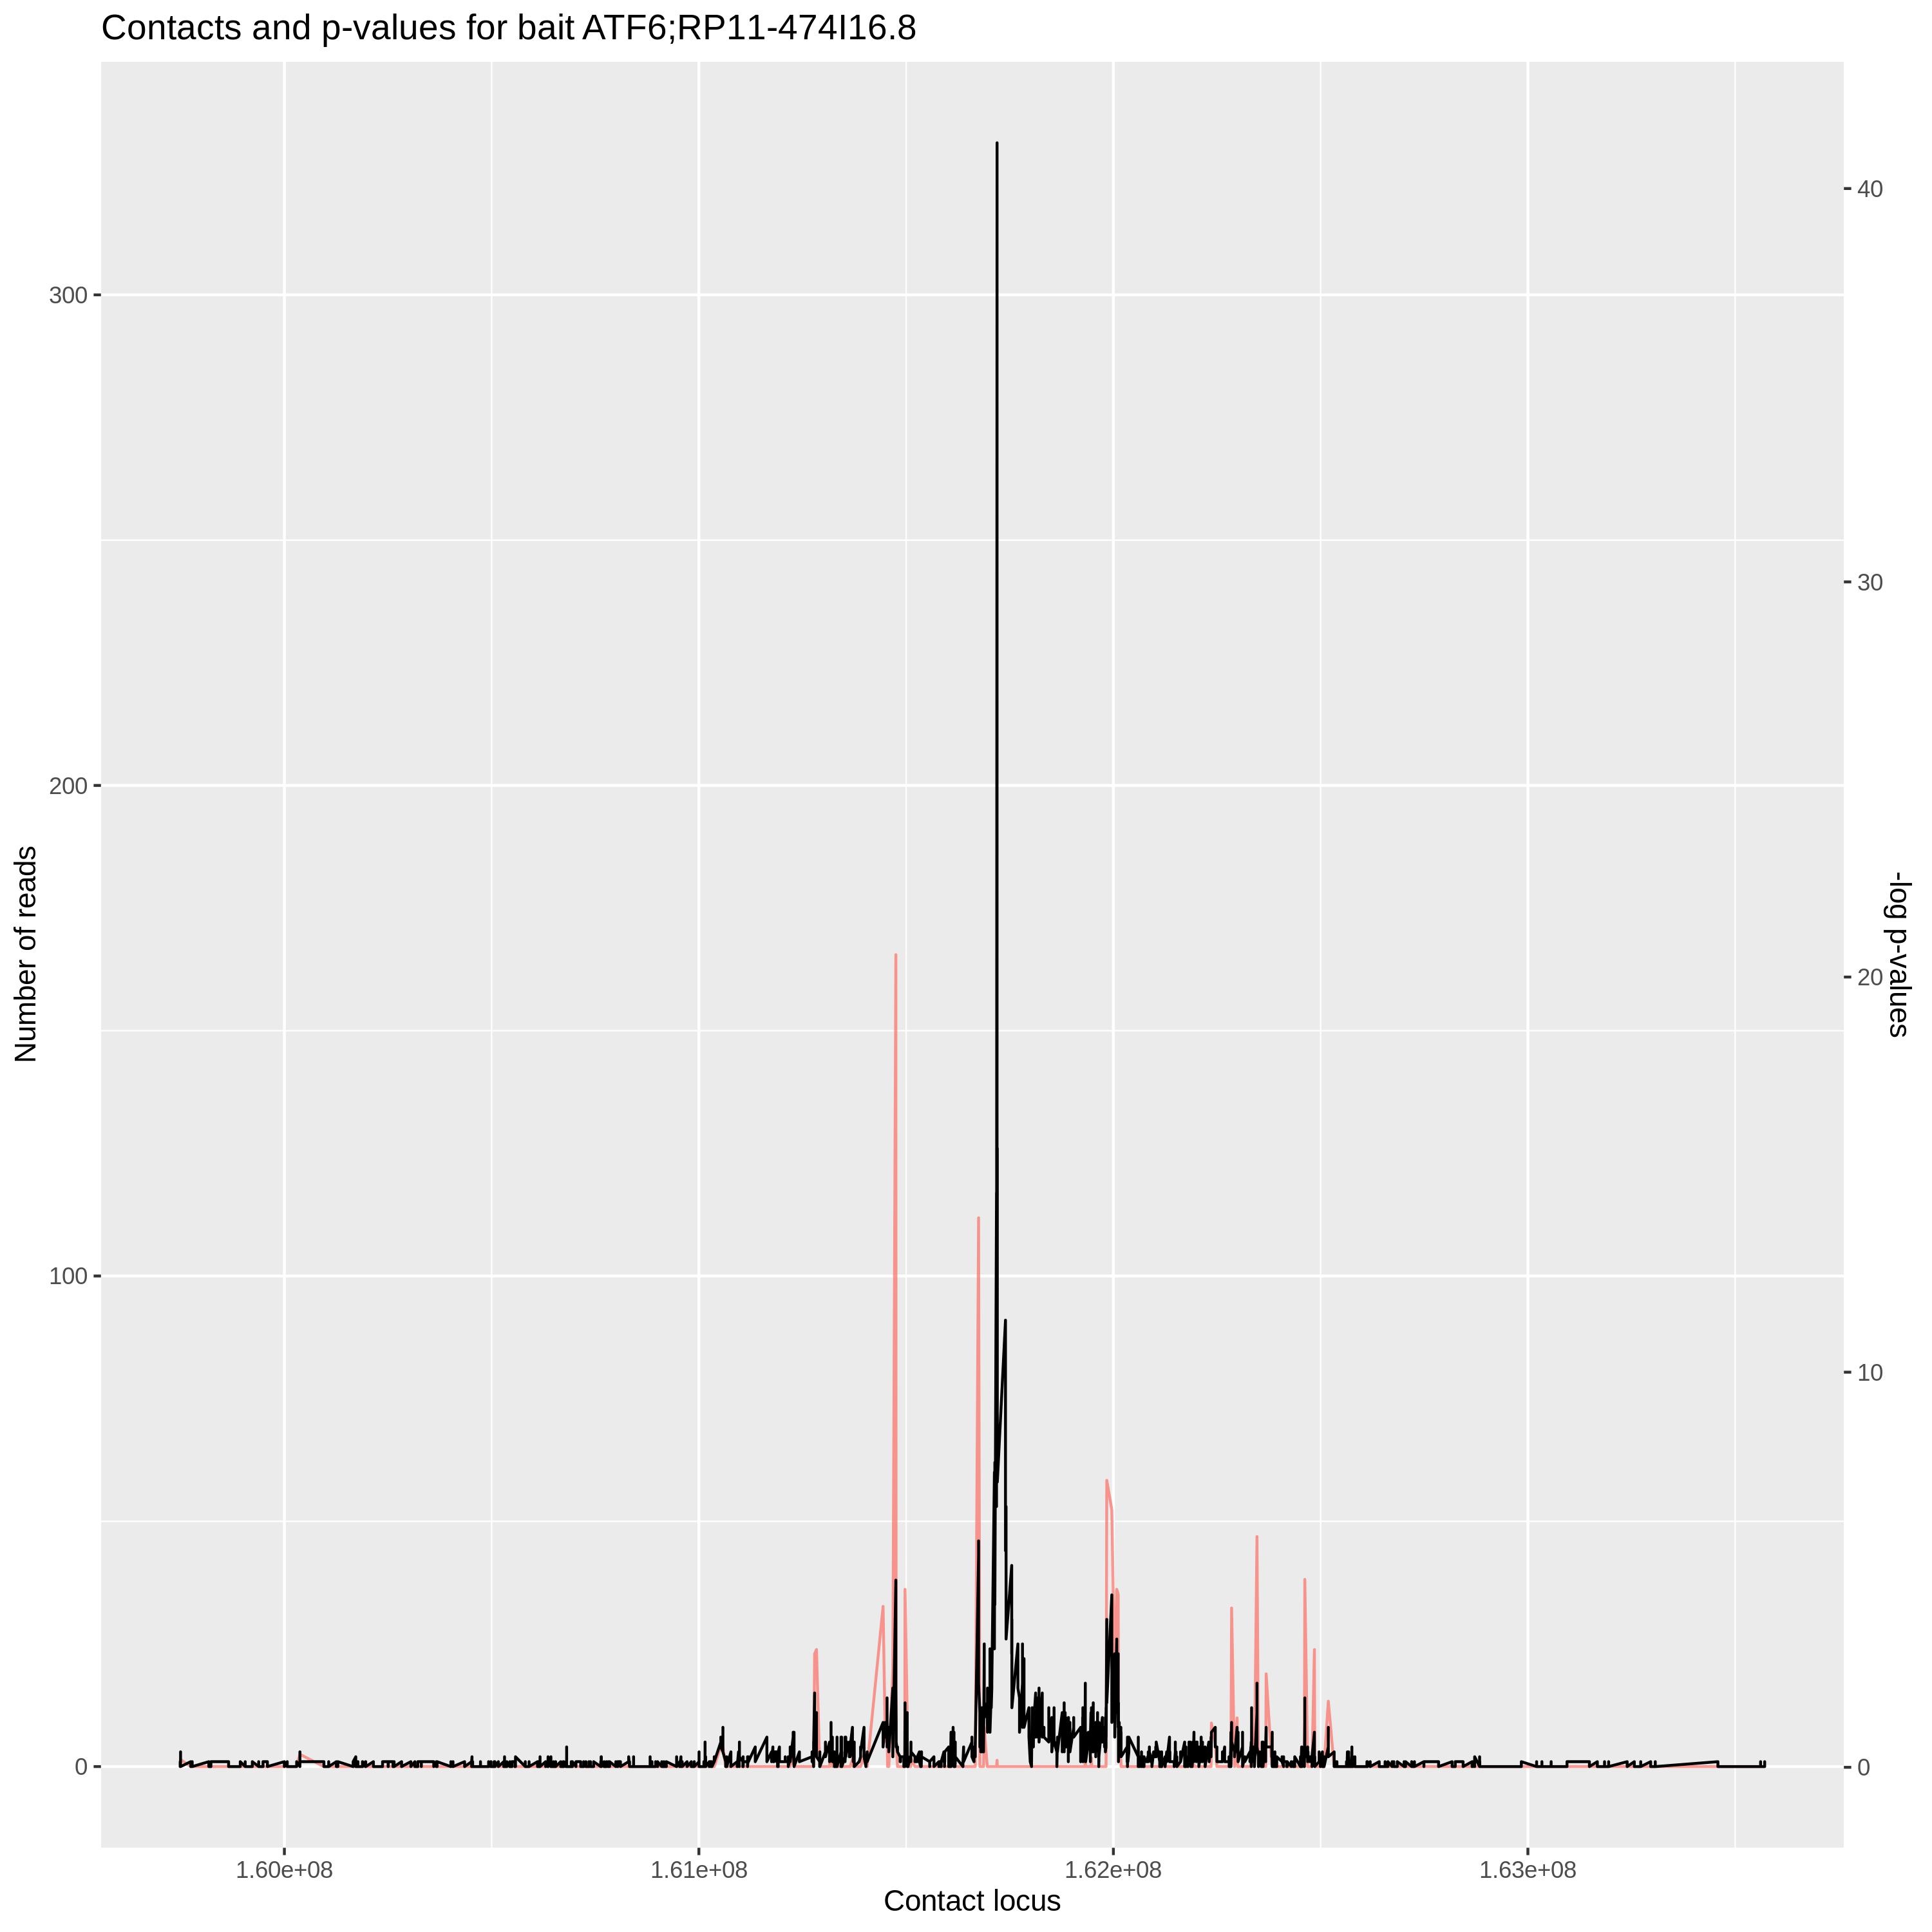 Contacts and p-values for bait ATF6;RP11-474I16.8
Number of reads
300
200
100
0
40
30
20
10
0
-log p-values
1.60e+08
1.61e+08
1.62e+08
1.63e+08
Contact locus